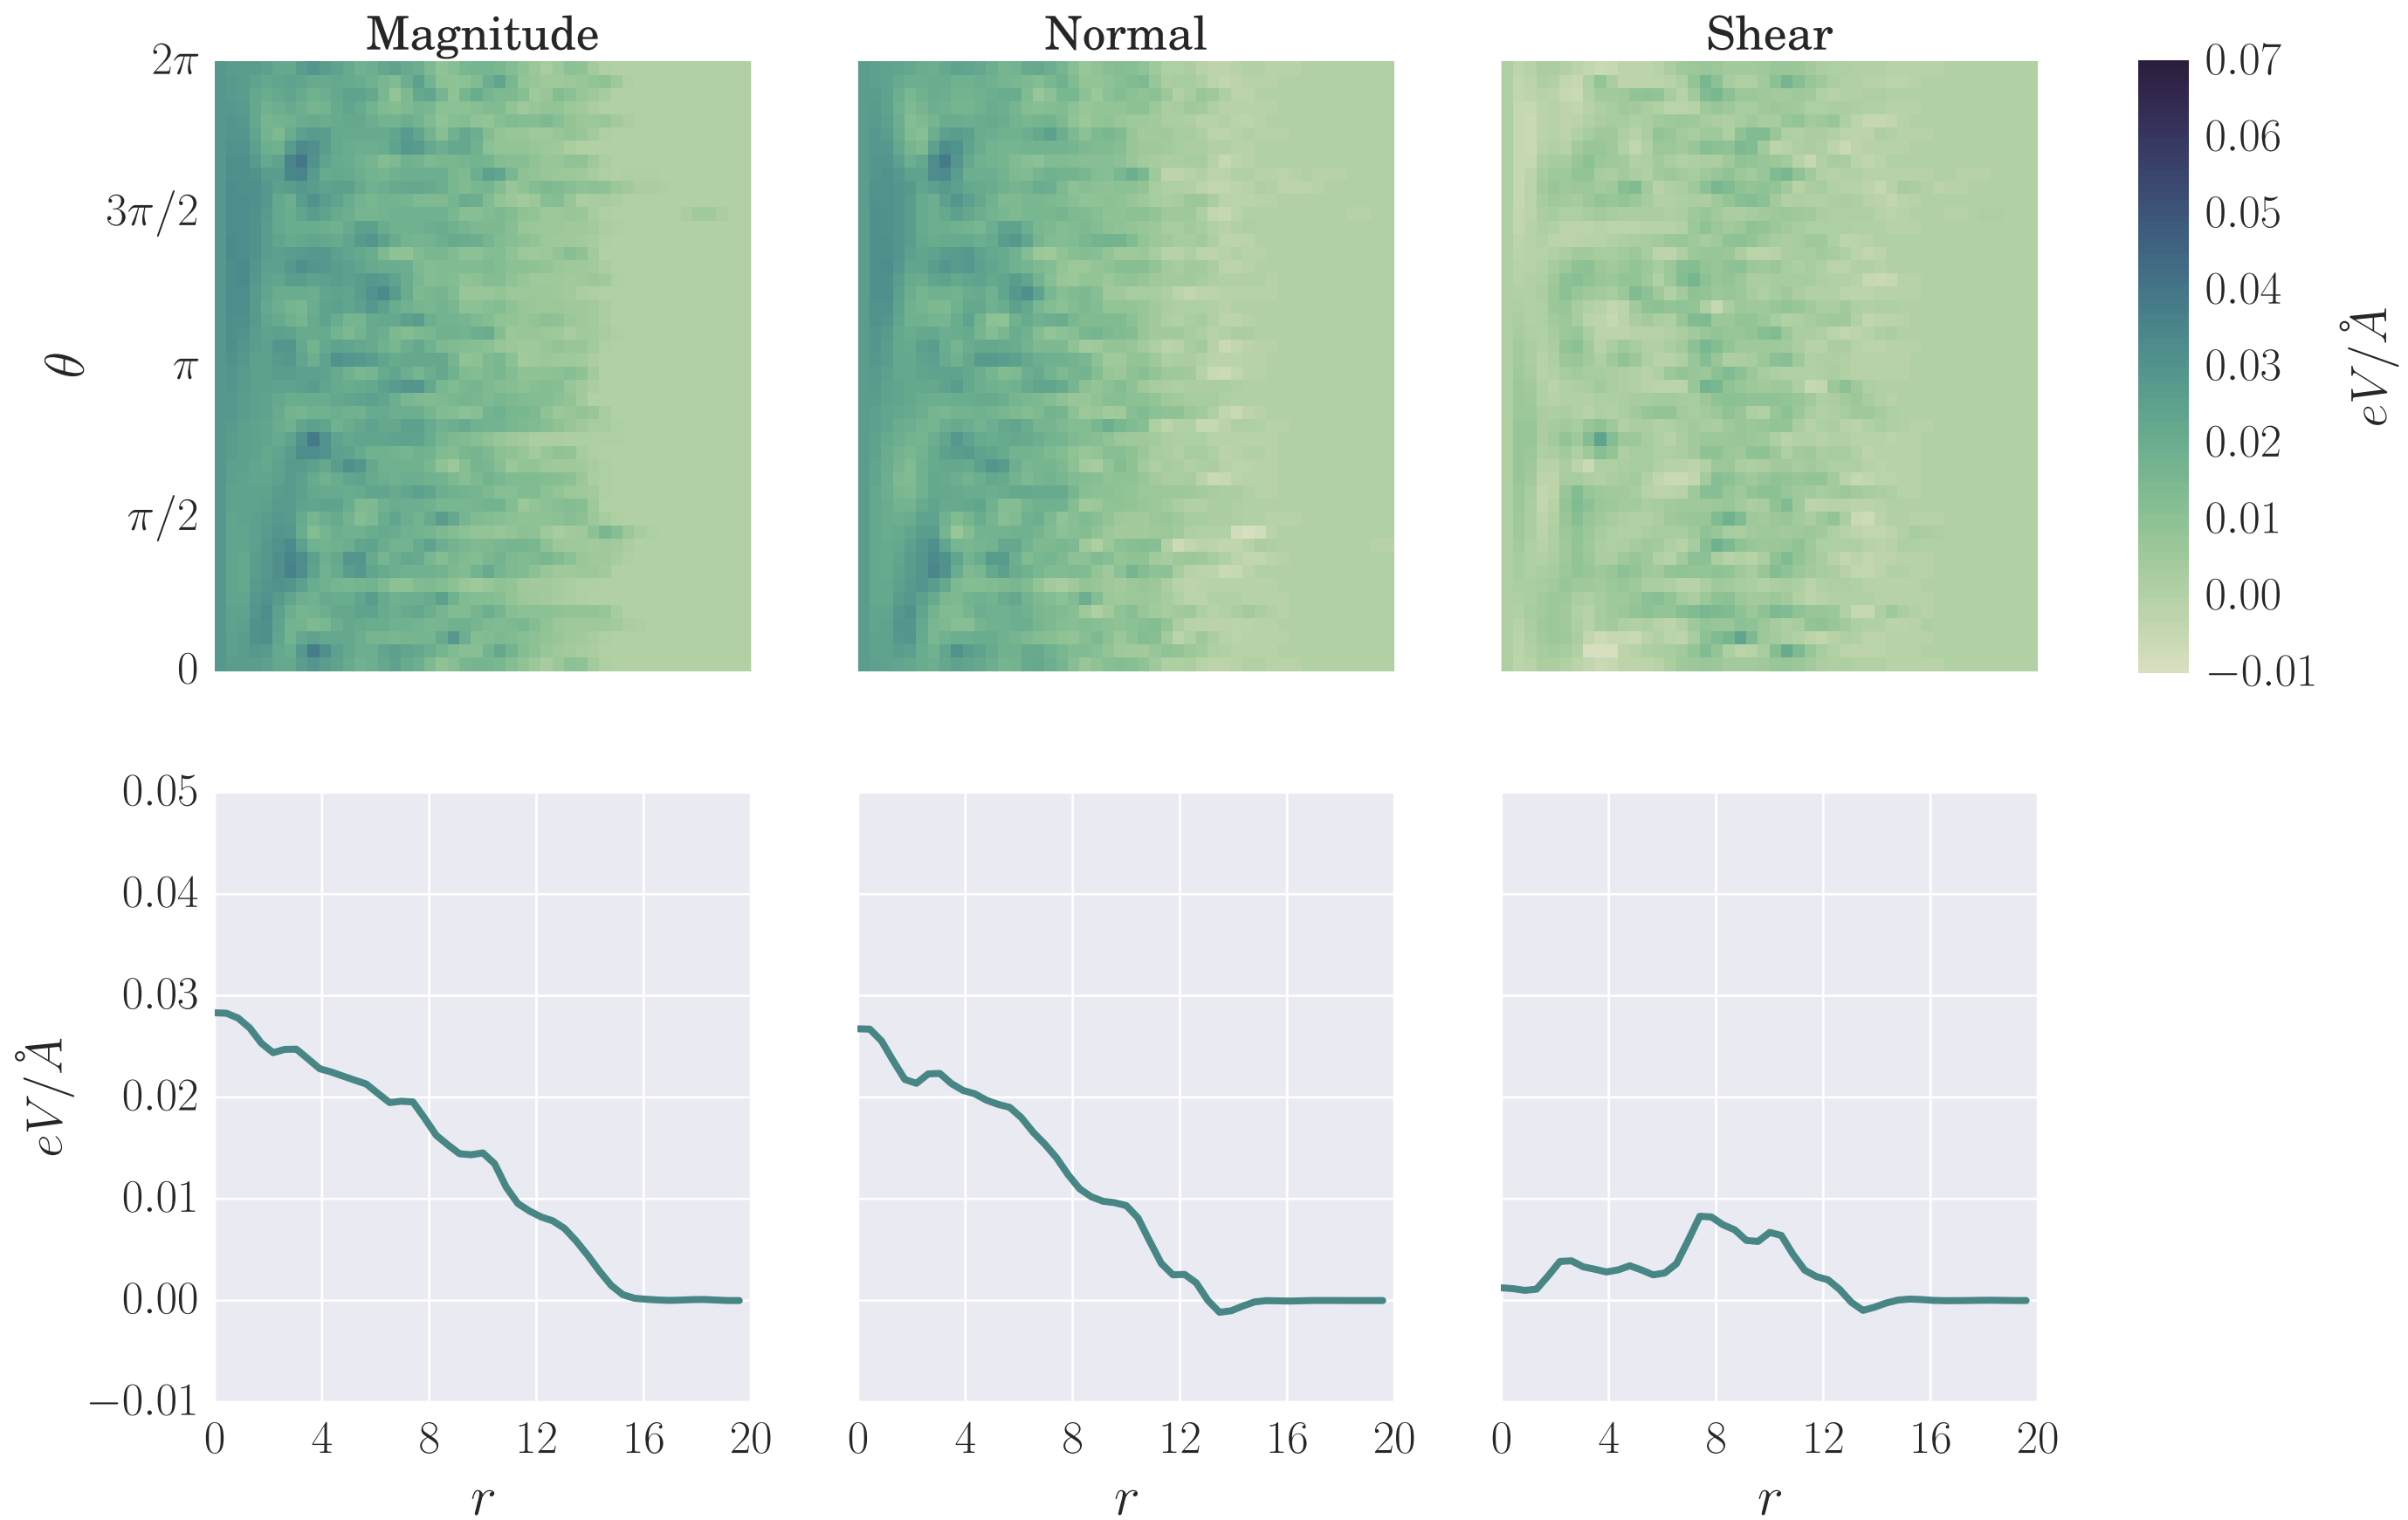 Magnitude Normal Shear
2π
3π/2
π
π/2
0
θ
0.07
0.06
0.05
0.04
0.03
0.02
0.01
0.00
−0.01
eV/Å
0.05
0.04
0.03
0.02
0.01
0.00
−0.01
eV/Å
0 4 8 12 16 20 0 4 8 12 16 20 0 4 8 12 16 20
r r r